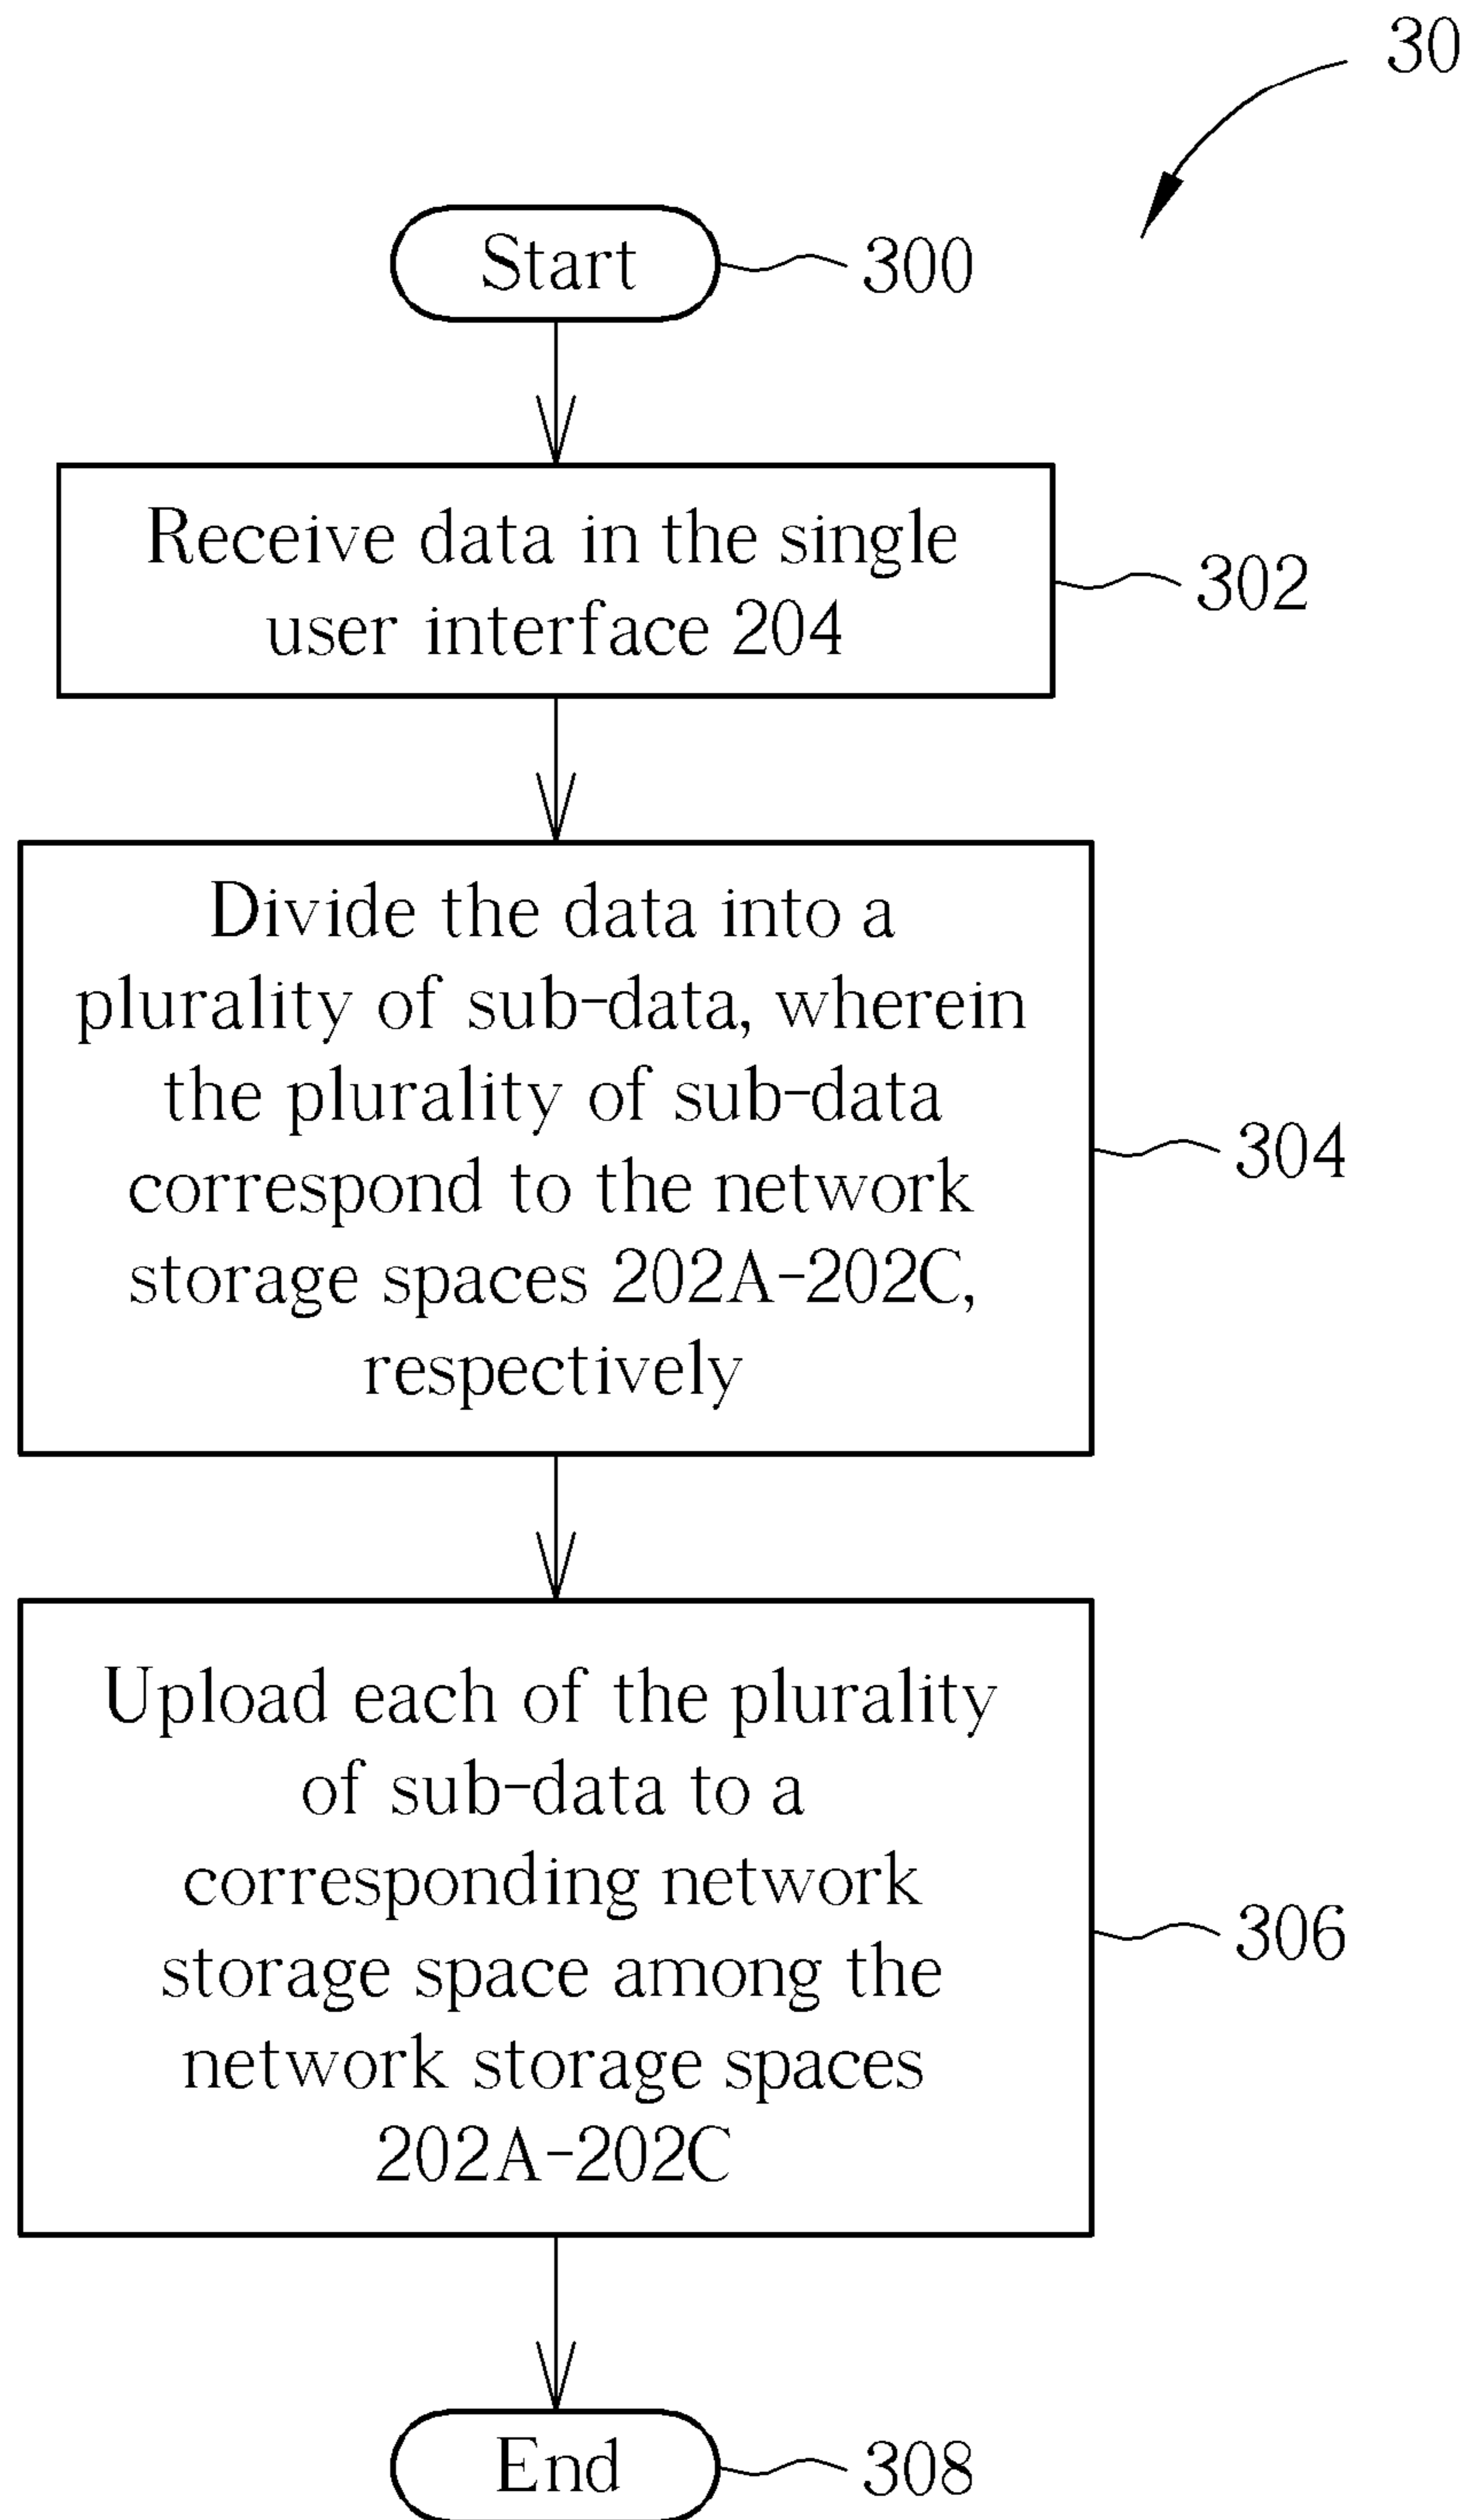 30
Start
300
Receive data in the single
user interface 204
302
Divide the data into a
plurality of sub-data, wherein
the plurality of sub-data
correspond to the network
storage spaces 202A-202C,
respectively
304
Upload each of the plurality
of sub-data to a
corresponding network
storage space among the
network storage spaces
202A-202C
306
End
308